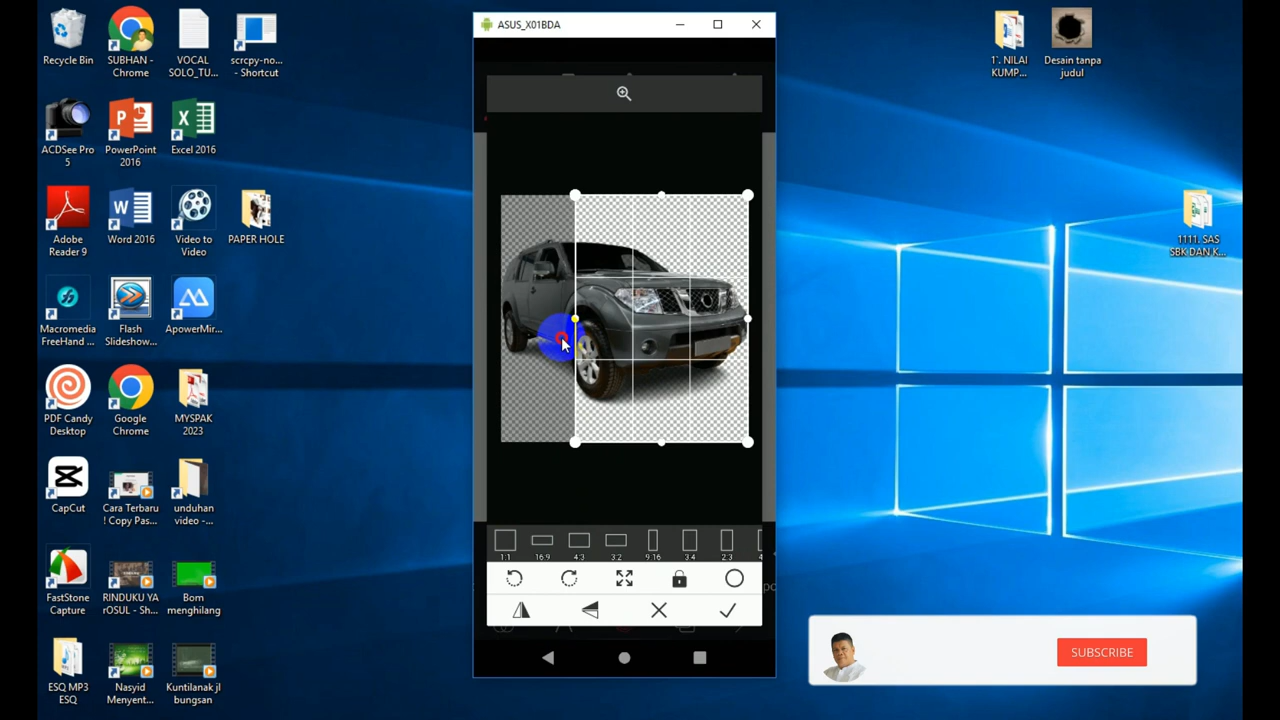 Recycle Bin
SUBHAN -
Chrome
VOCAL
SOLO_TU...
scrcpy-no...
- Shortcut
ACDSee Pro
5
PowerPoint
2016
Excel 2016
Adobe
Reader 9
Word 2016
Video to
Video
PAPER HOLE
Macromedia
FreeHand ...
Flash
Slideshow...
ApowerMir...
PDF Candy
Desktop
Google
Chrome
MYSPAK
2023
CapCut
Cara Terbaru
! Copy Pas...
unduhan
video -...
FastStone
Capture
RINDUKU YA
rOSUL - Sh...
Bom
menghilang
ESQ MP3
ESQ
Nasyid
Menyent...
Kuntilanak jl
bungsan
ASUS_X01BDA
1:1
16:9
4:3
3:2
9:16
3:4
2:3
1'. NILAI
KUMP...
Desain tanpa
judul
1111. SAS
SBK DAN K...
SUBSCRIBE